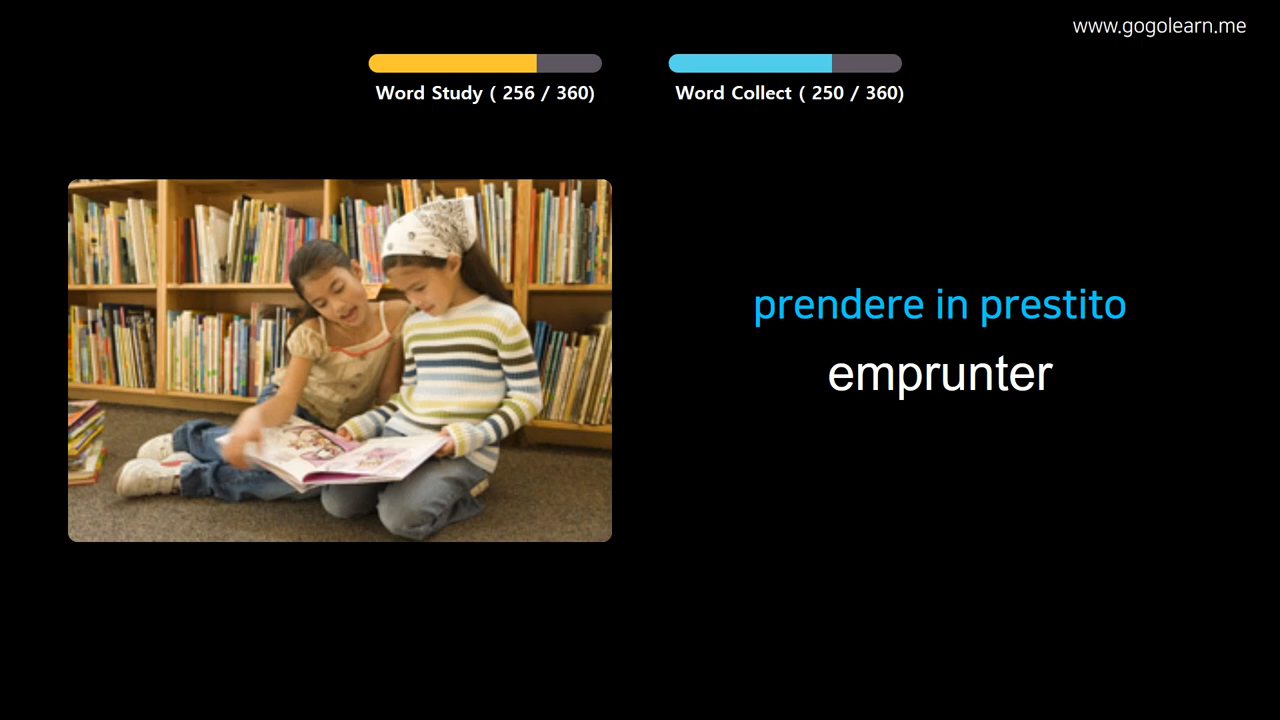 www.gogolearn.me
Word Study ( 256 / 360)
Word Collect ( 250 / 360)
prendere in prestito
emprunter